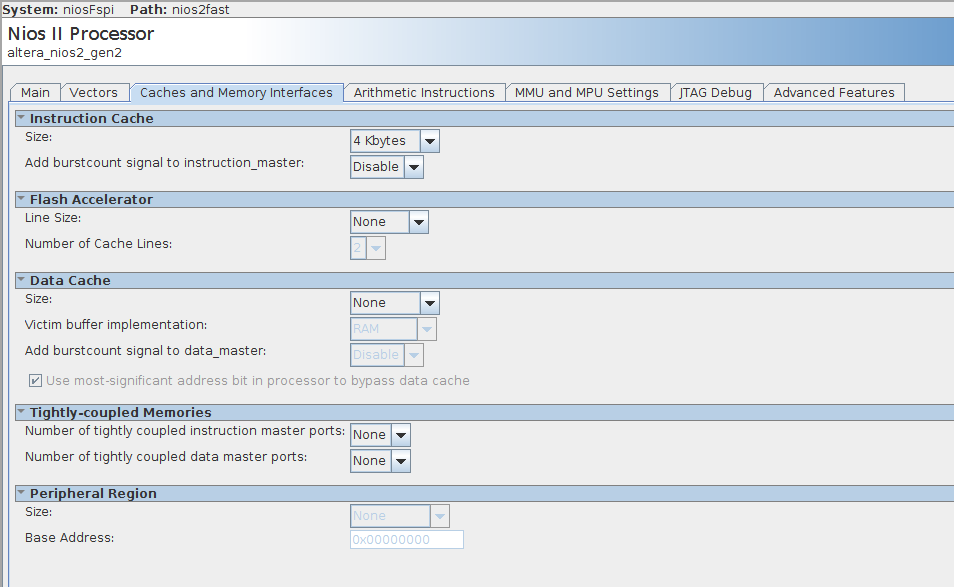 System: niosFspi Path: nios2fast
Nios II Processor
altera_nios2_gen2
Main Vectors Caches and Memory Interfaces Arithmetic Instructions MMU and MPU Settings JTAG Debug Advanced Features
Instruction Cache
Size: 4 Kbytes
Add burstcount signal to instruction_master: Disable
Flash Accelerator
Line Size: None
Number of Cache Lines: 2
Data Cache
Size: None
Victim buffer implementation: RAM
Add burstcount signal to data_master: Disable
Use most-significant address bit in processor to bypass data cache
Tightly-coupled Memories
Number of tightly coupled instruction master ports: None
Number of tightly coupled data master ports: None
Peripheral Region
Size: None
Base Address: 0x00000000